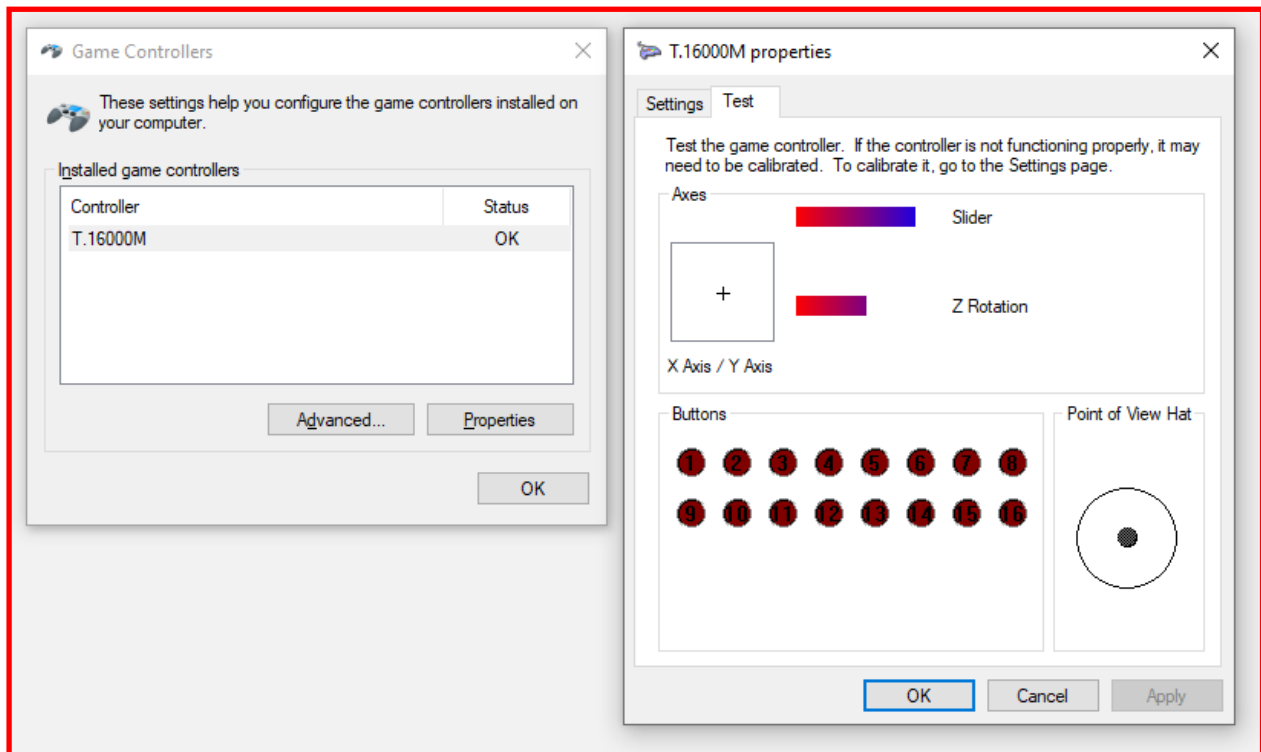 Game Controllers
These settings help you configure the game controllers installed on
your computer.
Installed game controllers
Controller Status
T.16000M OK
Advanced... Properties
OK
T.16000M properties
Settings Test
Test the game controller. If the controller is not functioning properly, it may
need to be calibrated. To calibrate it, go to the Settings page.
Axes
Slider
Z Rotation
X Axis / Y Axis
Buttons
1 2 3 4 5 6 7 8
9 10 11 12 13 14 15 16
Point of View Hat
OK Cancel Apply